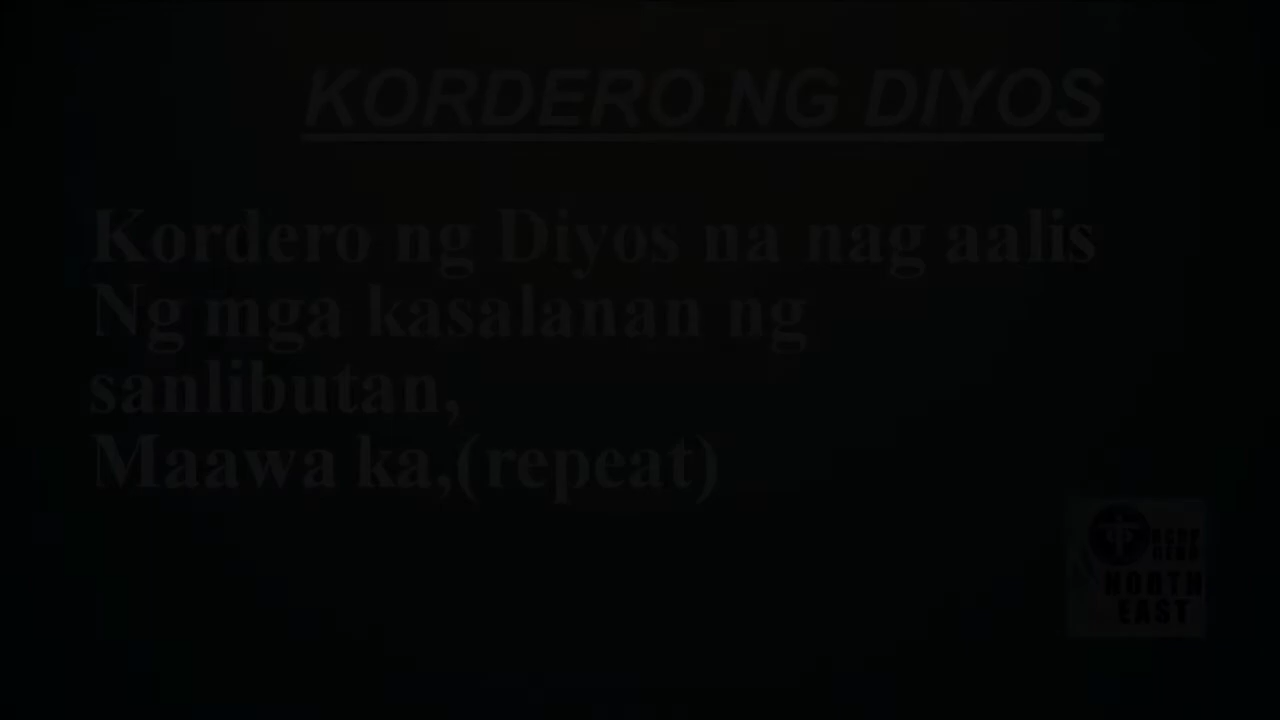 KORDERO NG DIYOS
Kordero ng Diyos na nag aalis
Ng mga kasalanan ng
sanlibutan,
Maawa ka,(repeat)
NORTH
EAST